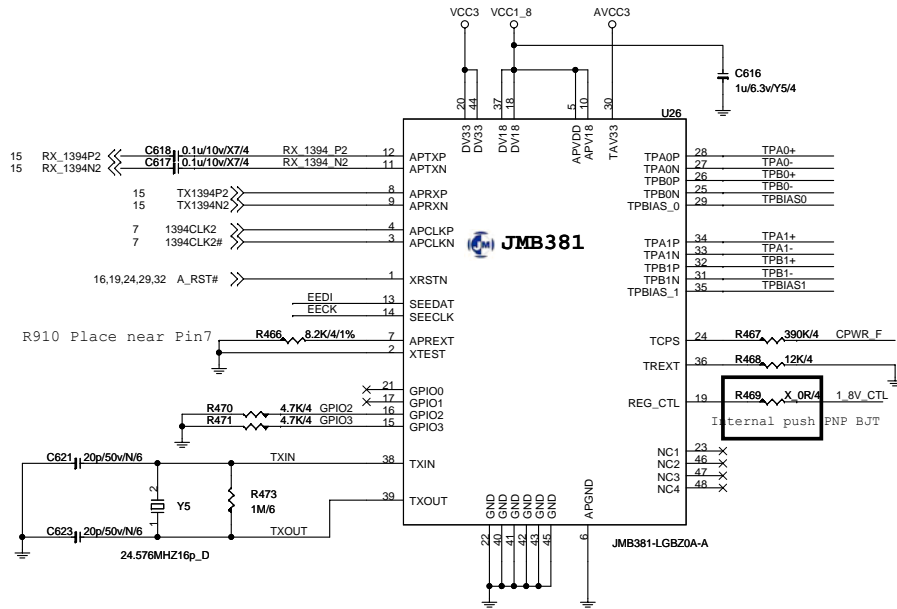 VCC3 VCC1_8 AVCC3
C616
1u/6.3v/Y5/4
20 44 37 18 5 10 30
U26
DV33 DV33 DV18 DV18 APVDD APV18 TAV33
15 RX_1394P2 C618 0.1u/10v/X7/4 RX_1394_P2 12 APTXP
15 RX_1394N2 C617 0.1u/10v/X7/4 RX_1394_N2 11 APTXN
15 TX1394P2 8 APRXP
15 TX1394N2 9 APRXN
7 1394CLK2 4 APCLKP
7 1394CLK2# 3 APCLKN
16,19,24,29,32 A_RST# 1 XRSTN
EEDI 13 SEEDAT
EECK 14 SEECLK
R910 Place near Pin7
R466 8.2K/4/1% 7 APREXT
2 XTEST
21 GPIO0
17 GPIO1
R470 4.7K/4 GPIO2 16 GPIO2
R471 4.7K/4 GPIO3 15 GPIO3
C621 20p/50v/N/6 TXIN 38 TXIN
2
Y5
1
R473
1M/6
39 TXOUT
C623 20p/50v/N/6 TXOUT
24.576MHZ16p_D
JM JMB381
TPA0P 28 TPA0+
TPA0N 27 TPA0-
TPB0P 26 TPB0+
TPB0N 25 TPB0-
TPBIAS_0 29 TPBIAS0
TPA1P 34 TPA1+
TPA1N 33 TPA1-
TPB1P 32 TPB1+
TPB1N 31 TPB1-
TPBIAS_1 35 TPBIAS1
TCPS 24 R467 390K/4 CPWR_F
TREXT 36 R468 12K/4
REG_CTL 19 R469 X_0R/4 1_8V_CTL
Internal push PNP BJT
NC1 23
NC2 46
NC3 47
NC4 48
GND GND GND GND GND GND APGND
22 40 41 42 43 45 6
JMB381-LGBZ0A-A